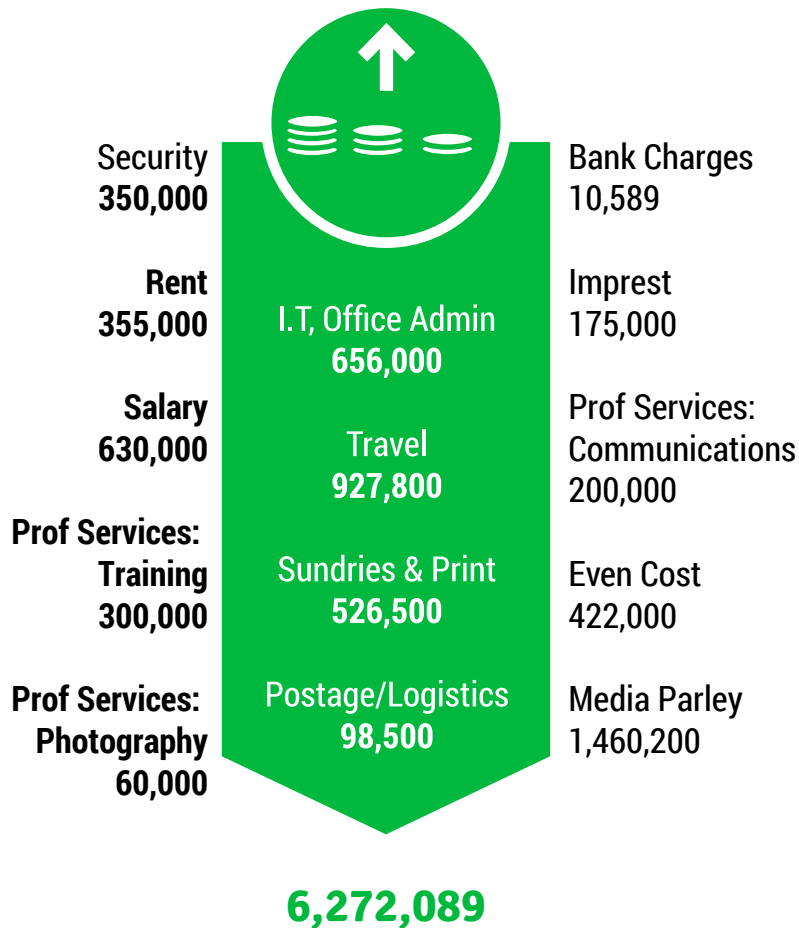 Security
350,000
Rent
355,000
Salary
630,000
Prof Services:
Training
300,000
Prof Services:
Photography
60,000
I.T, Office Admin
656,000
Travel
927,800
Sundries & Print
526,500
Postage/Logistics
98,500
Bank Charges
10,589
Imprest
175,000
Prof Services:
Communications
200,000
Even Cost
422,000
Media Parley
1,460,200
6,272,089